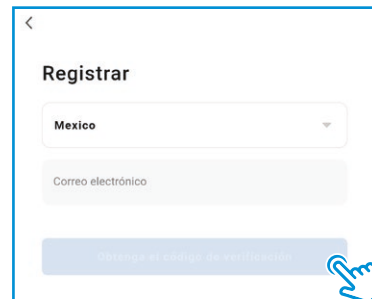 Registrar
Mexico
Correo electrónico
Obtenga el código de verificación